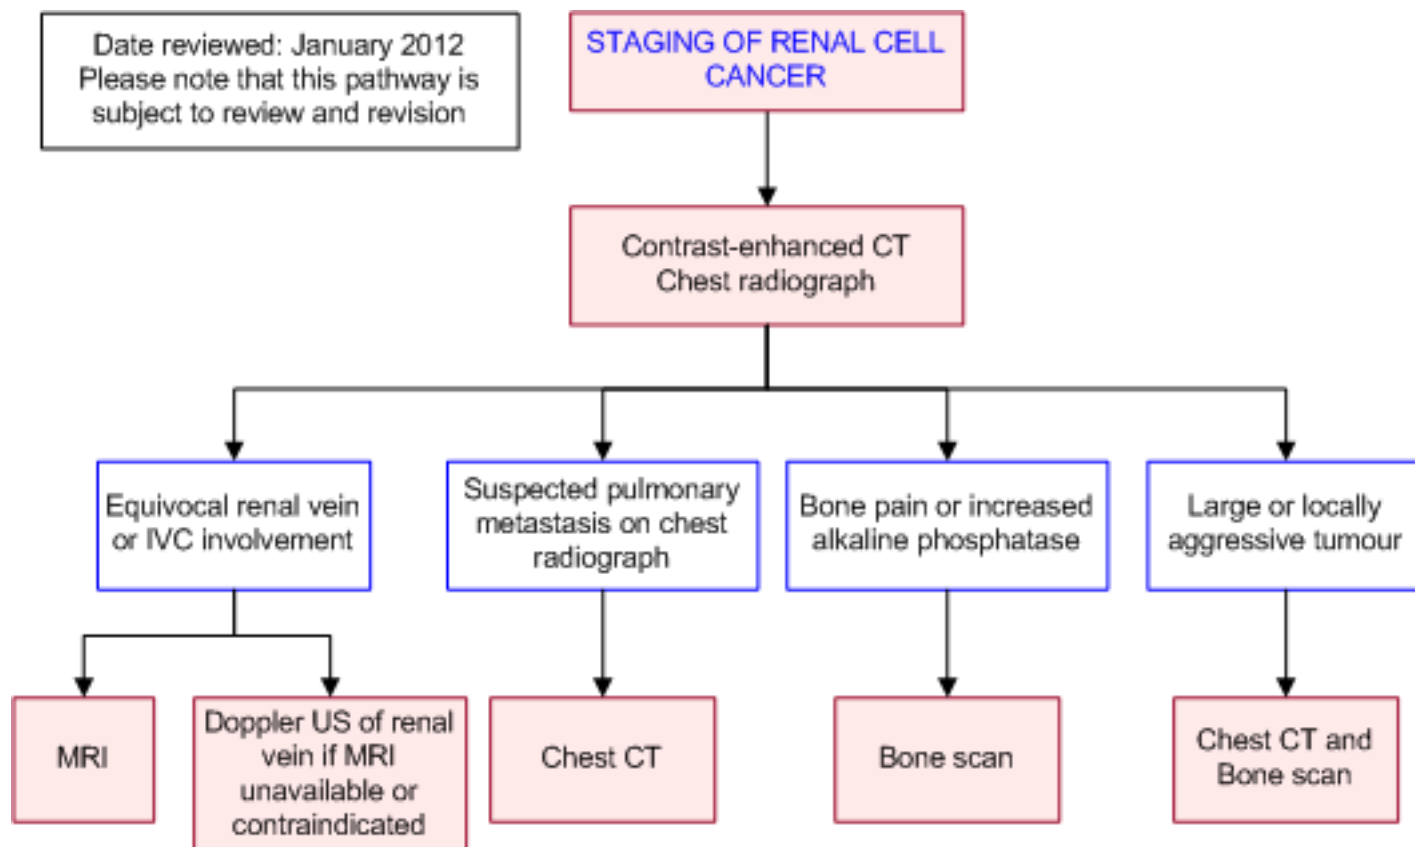 Date reviewed: January 2012
Please note that this pathway is
subject to review and revision
STAGING OF RENAL CELL
CANCER
Contrast-enhanced CT
Chest radiograph
Equivocal renal vein
or IVC involvement
Suspected pulmonary
metastasis on chest
radiograph
Bone pain or increased
alkaline phosphatase
Large or locally
aggressive tumour
MRI
Doppler US of renal
vein if MRI
unavailable or
contraindicated
Chest CT
Bone scan
Chest CT and
Bone scan